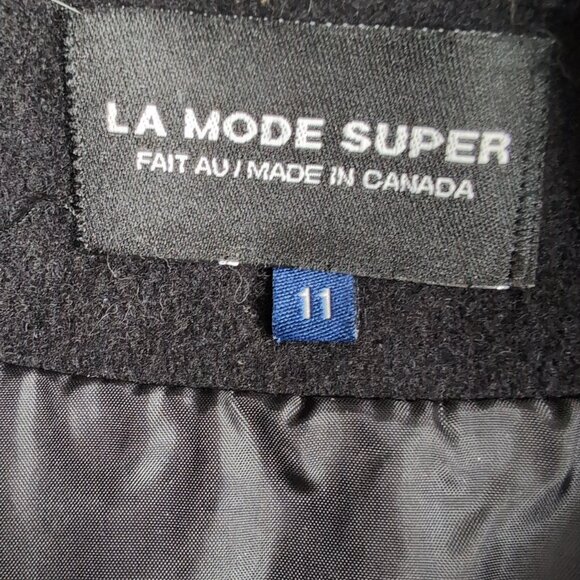 LA MODE SUPER
FAIT AU / MADE IN CANADA
11